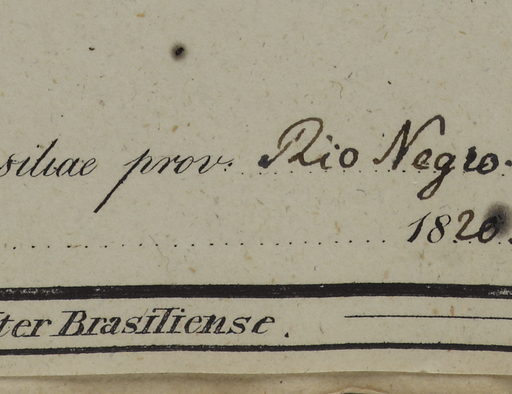 siliae prov. Rio Negro.
1820.
ter Brasiliense.